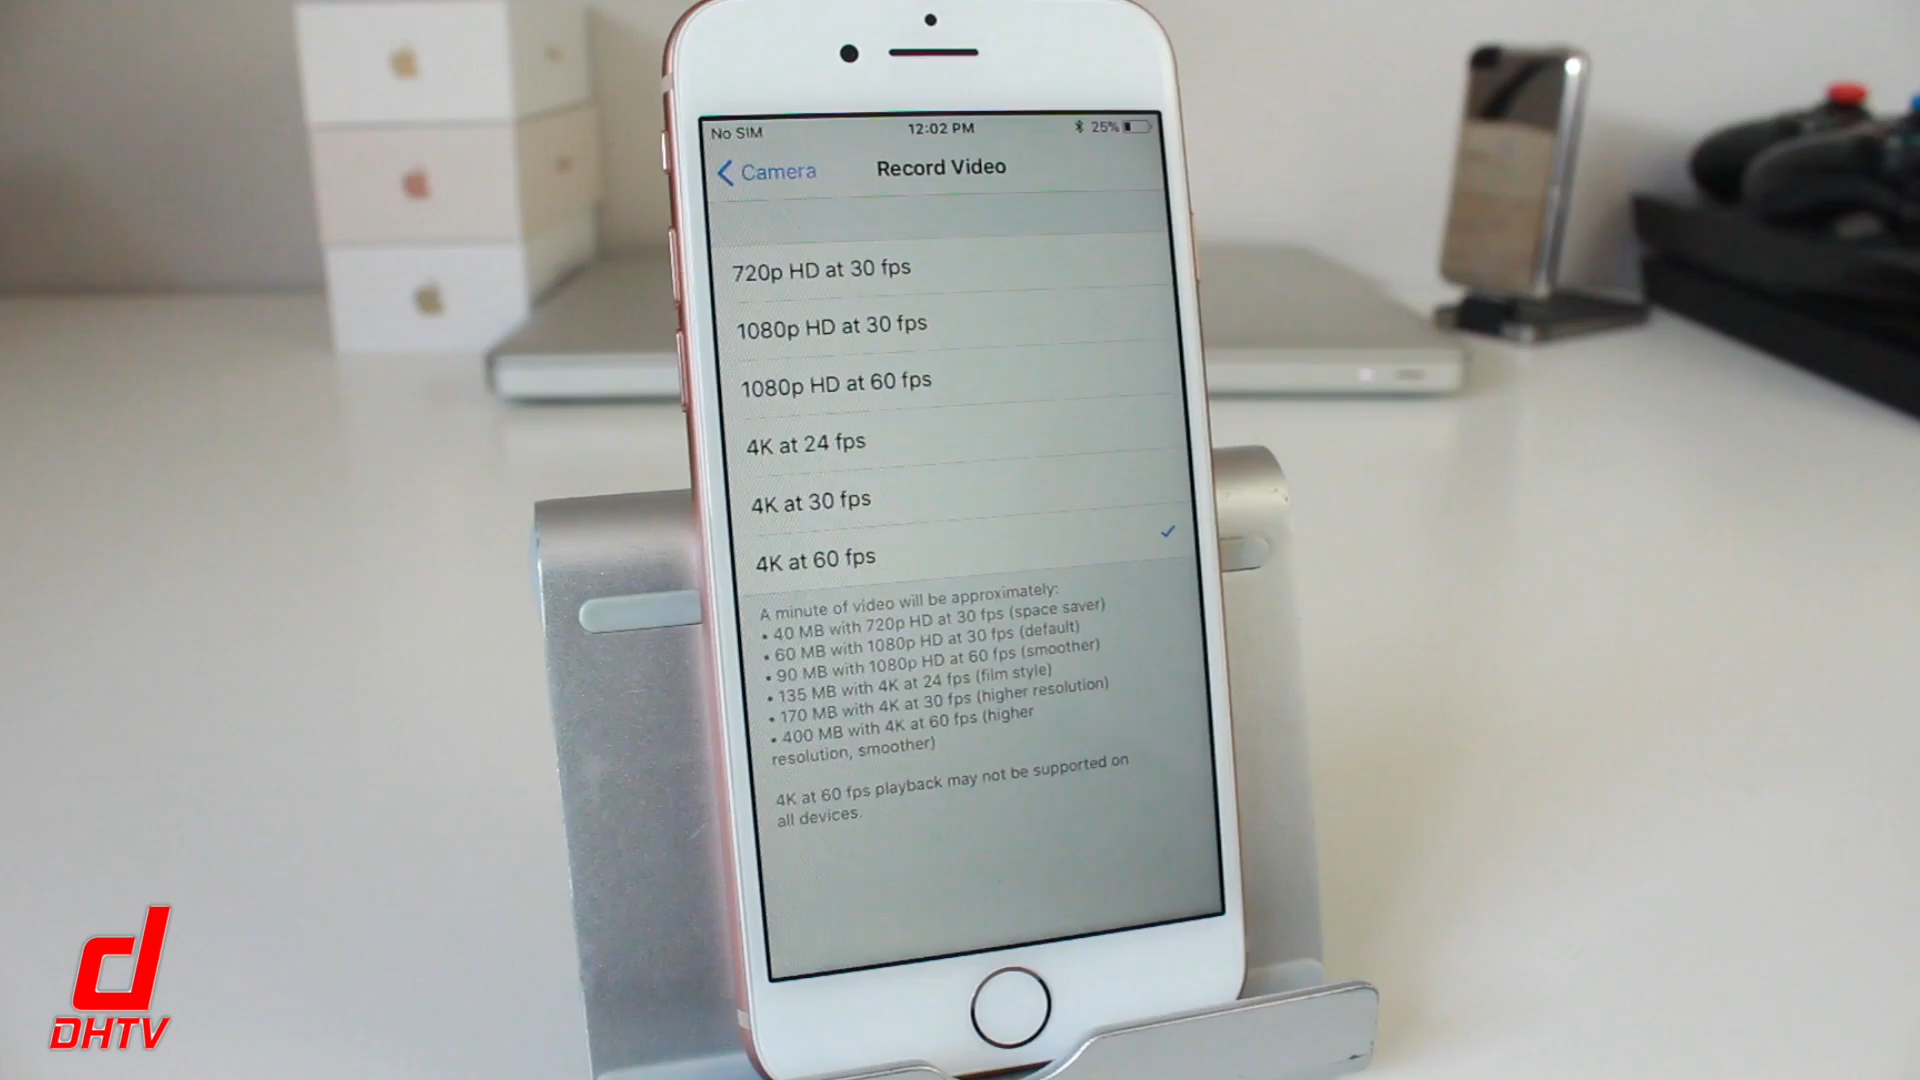 No SIM 12:02 PM 25%
Camera Record Video
720p HD at 30 fps
1080p HD at 30 fps
1080p HD at 60 fps
4K at 24 fps
4K at 30 fps
4K at 60 fps
A minute of video will be approximately:
• 40 MB with 720p HD at 30 fps (space saver)
• 60 MB with 1080p HD at 30 fps (default)
• 90 MB with 1080p HD at 60 fps (smoother)
• 135 MB with 4K at 24 fps (film style)
• 170 MB with 4K at 30 fps (higher resolution)
• 400 MB with 4K at 60 fps (higher
resolution, smoother)
4K at 60 fps playback may not be supported on
all devices.
d
DHTV